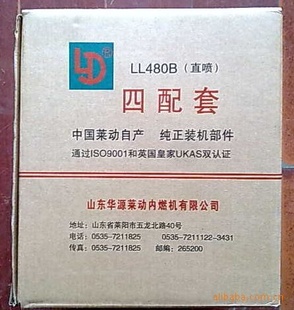 LD®
LL480B（直喷）
四配套
中国莱动自产 纯正装机部件
通过ISO9001和英国皇家UKAS双认证
山东华源莱动内燃机有限公司
地址：山东省莱阳市五龙北路40号
电话：0535-7211825 0535-7211122-3431
传真：0535-7218825 邮编：265200